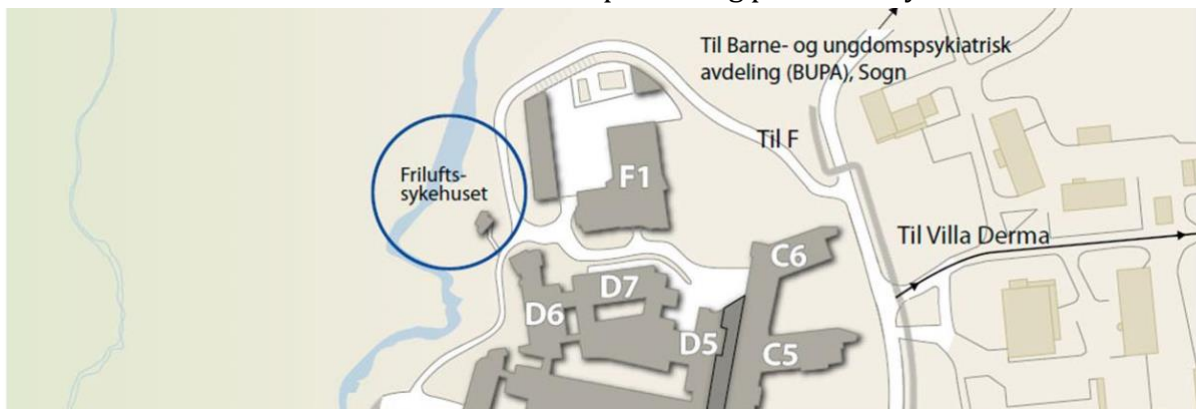 Til Barne- og ungdomspsykiatrisk
avdeling (BUPA), Sogn
Til F
Frilufts-
sykehuset
F1
Til Villa Derma
C6
D7
D6
D5
C5